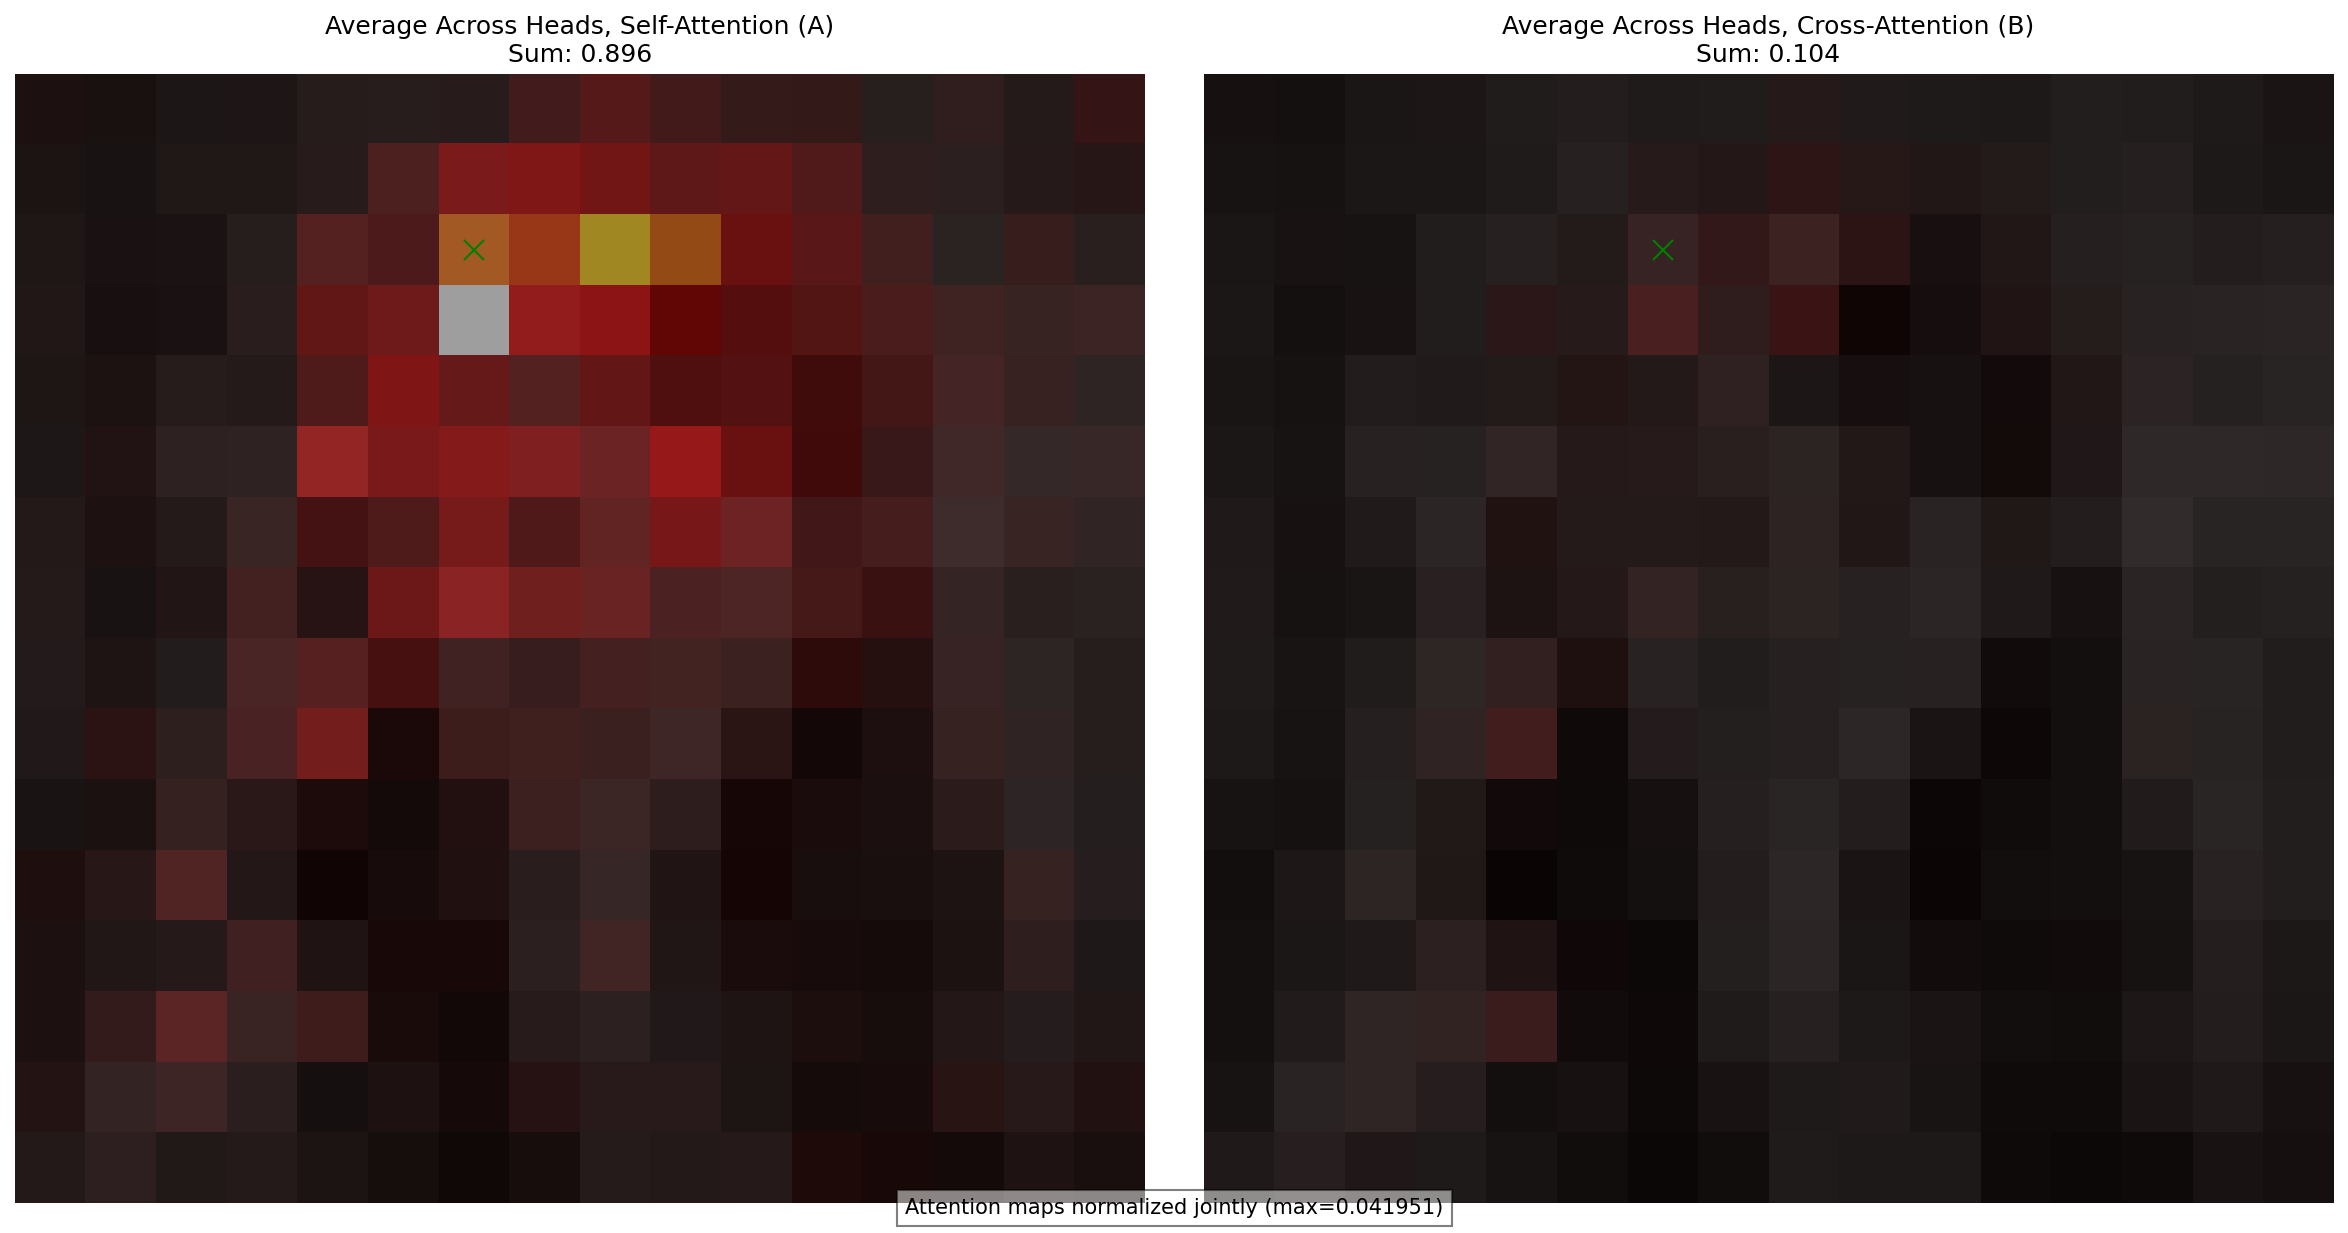 Average Across Heads, Self-Attention (A)
Sum: 0.896
Average Across Heads, Cross-Attention (B)
Sum: 0.104
Attention maps normalized jointly (max=0.041951)